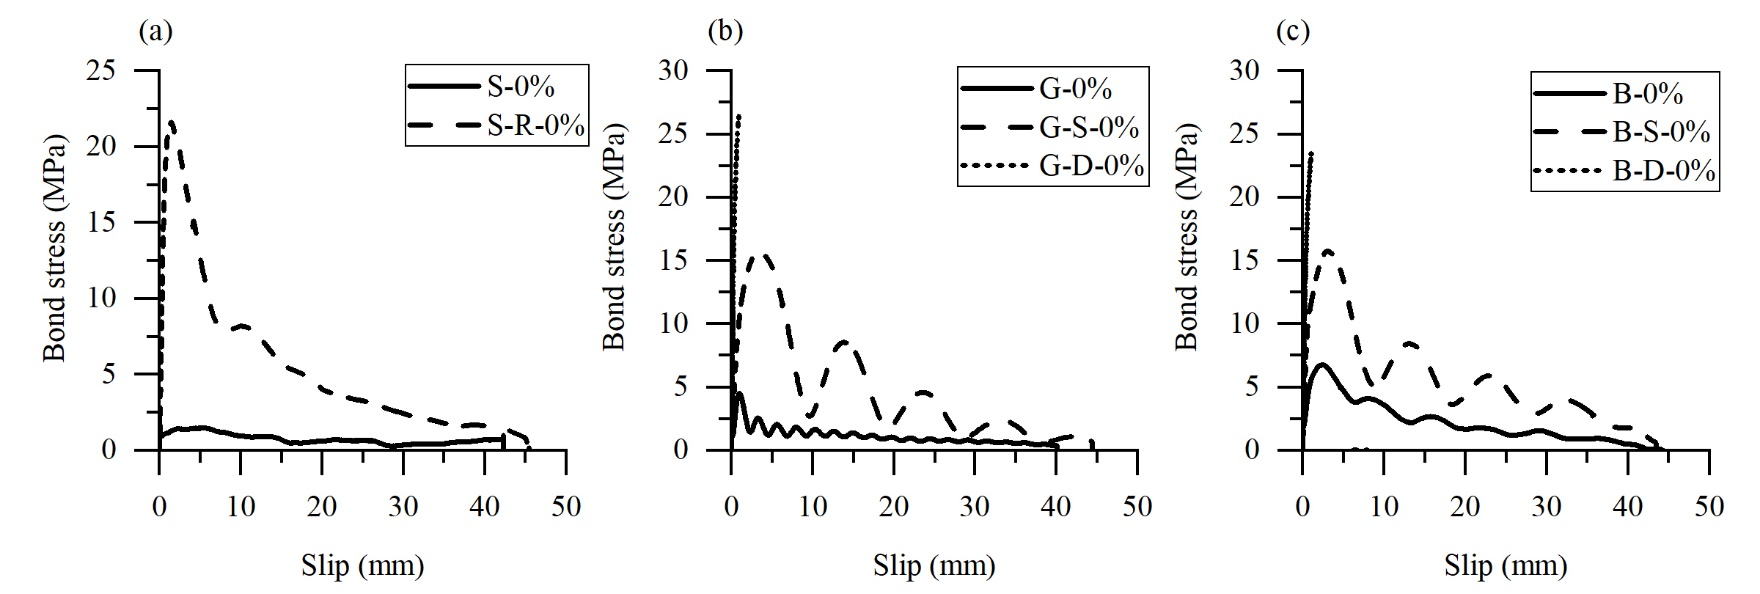 (a)
25
20
15
10
5
0
Bond stress (MPa)
S-0%
S-R-0%
0 10 20 30 40 50
Slip (mm)
(b)
30
25
20
15
10
5
0
Bond stress (MPa)
G-0%
G-S-0%
G-D-0%
0 10 20 30 40 50
Slip (mm)
(c)
30
25
20
15
10
5
0
Bond stress (MPa)
B-0%
B-S-0%
B-D-0%
0 10 20 30 40 50
Slip (mm)